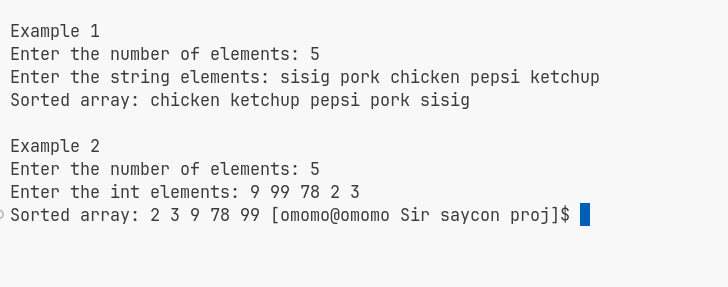 Example 1
Enter the number of elements: 5
Enter the string elements: sisig pork chicken pepsi ketchup
Sorted array: chicken ketchup pepsi pork sisig
Example 2
Enter the number of elements: 5
Enter the int elements: 9 99 78 2 3
Sorted array: 2 3 9 78 99 [omomo@omomo Sir saycon proj]$